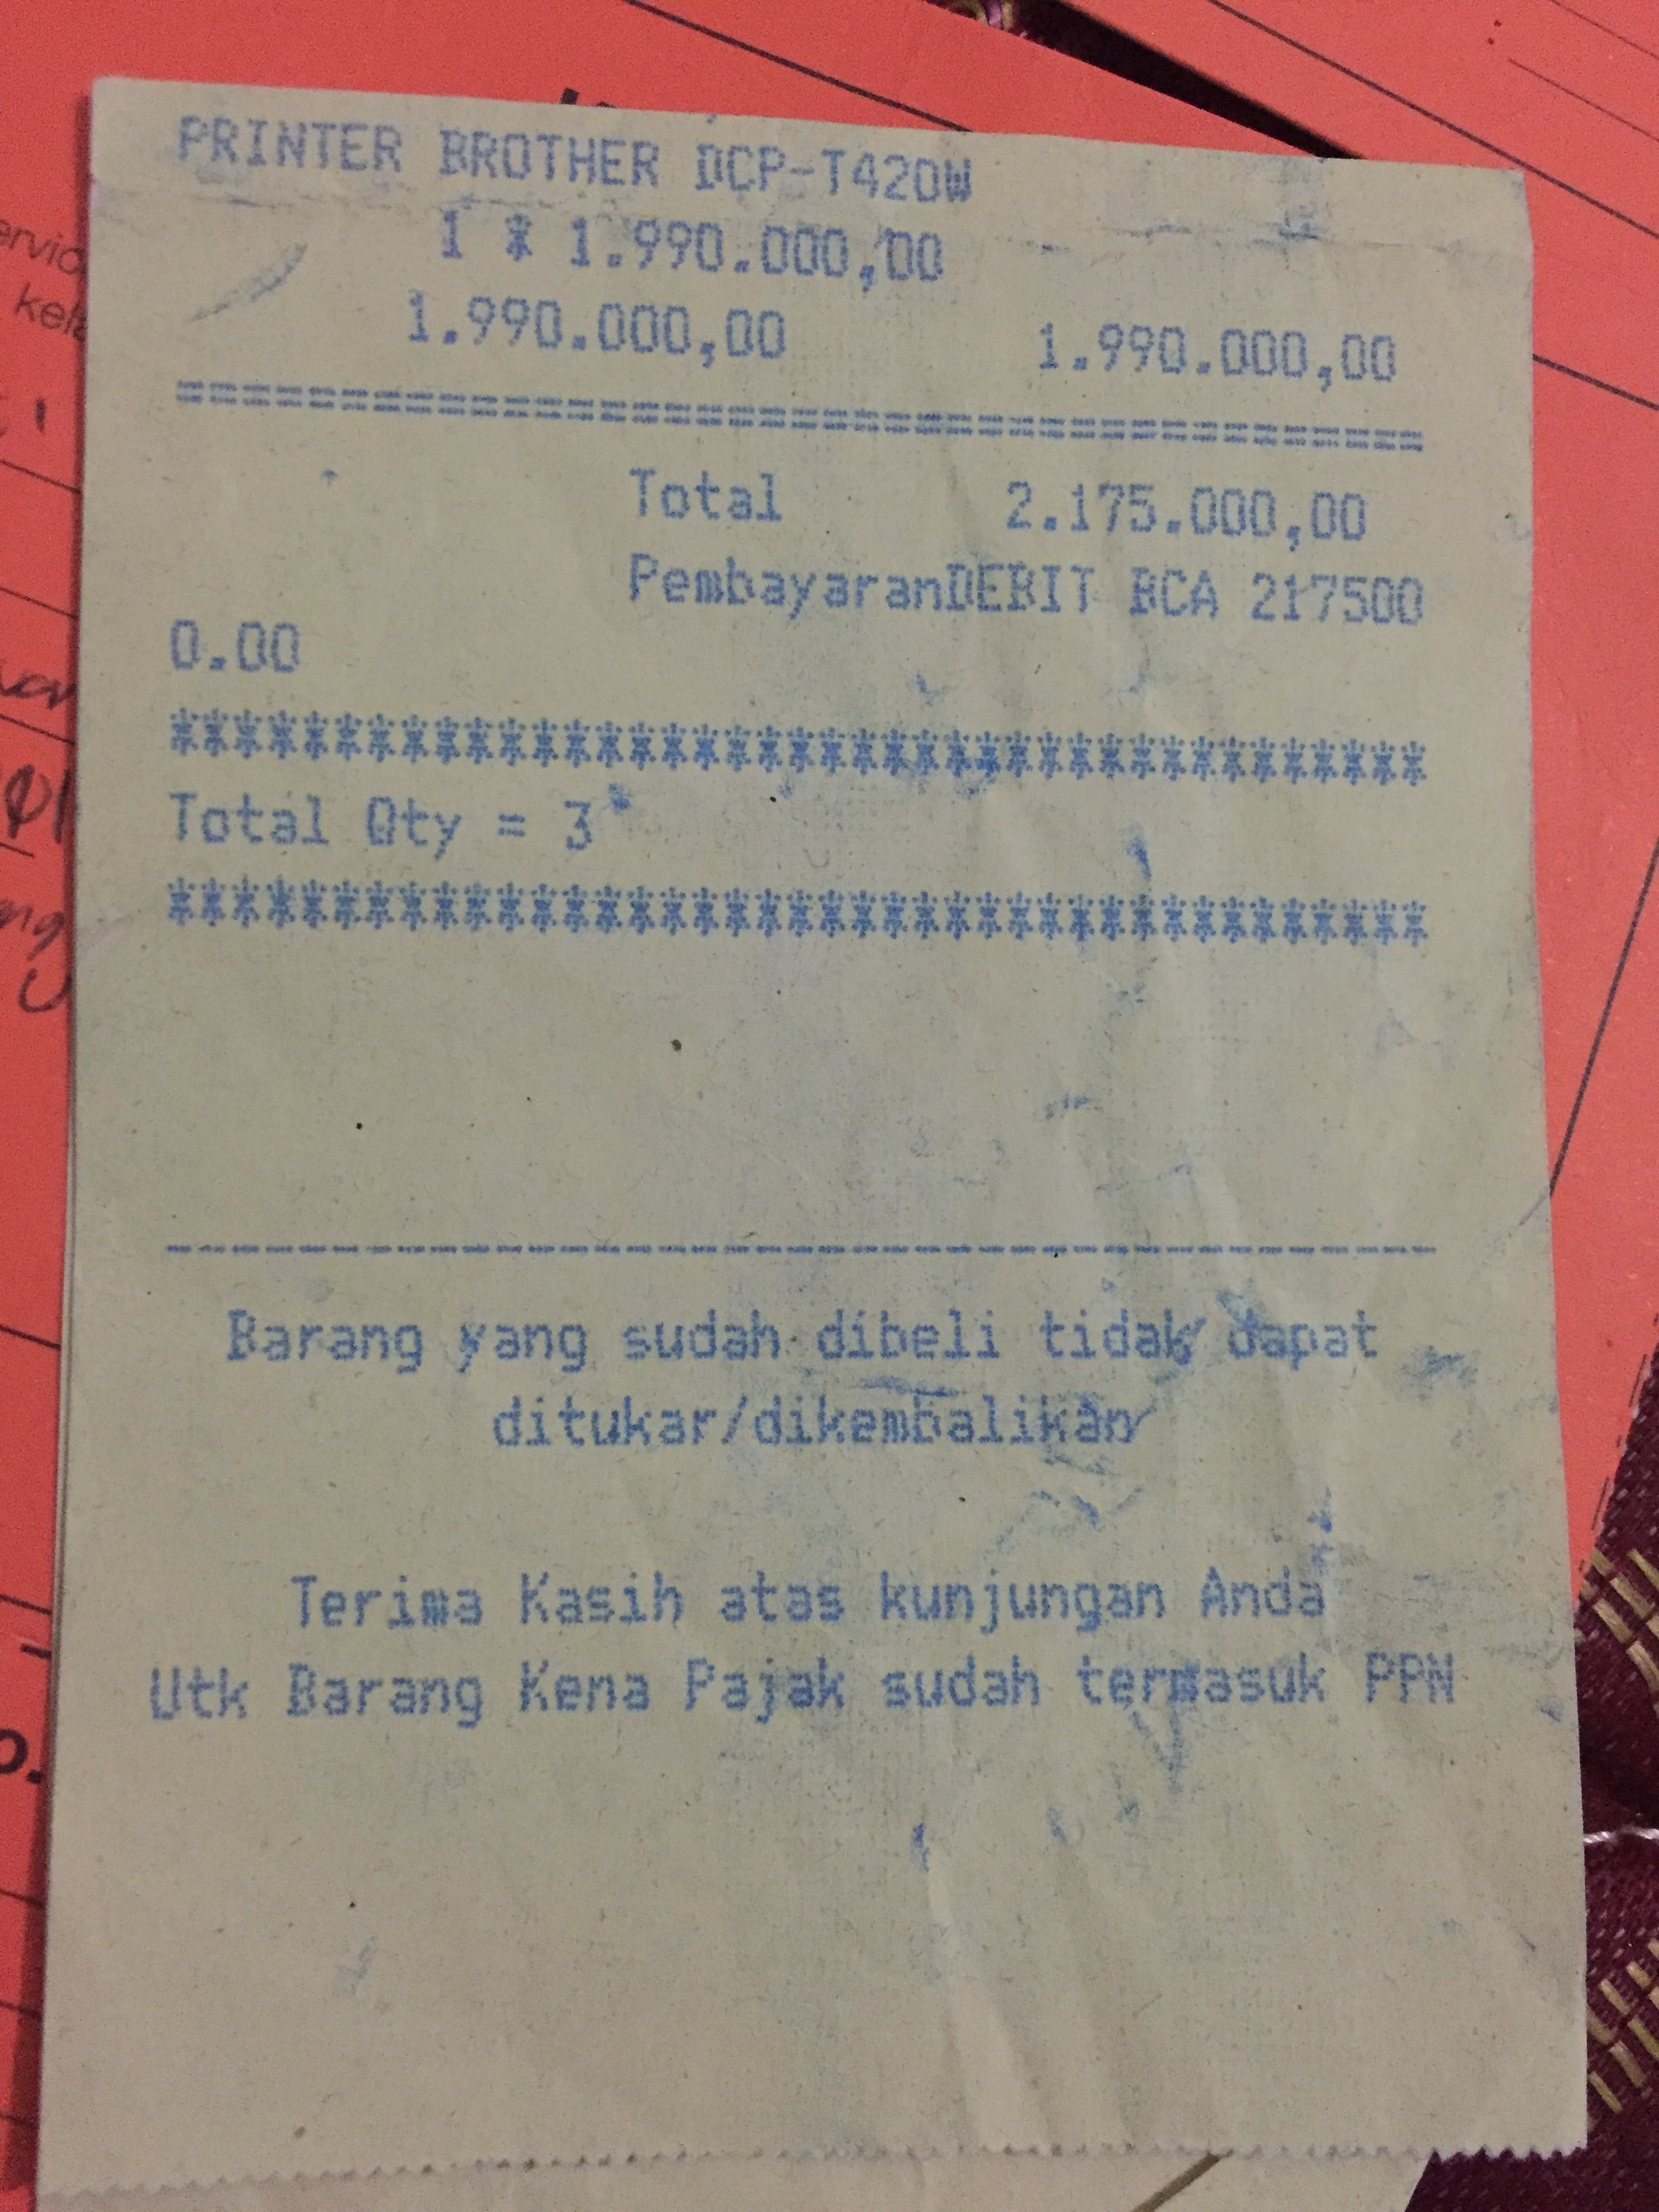 PRINTER BROTHER DCP-T420W
1 * 1.990.000,00
1.990.000,00 1.990.000,00
================================
Total 2.175.000,00
PembayaranDEBIT BCA 217500
0.00
***************************************
Total Qty = 3
***************************************
---------------------------------------
Barang yang sudah dibeli tidak dapat
ditukar/dikembalikan
Terima Kasih atas kunjungan Anda
Utk Barang Kena Pajak sudah termasuk PPN